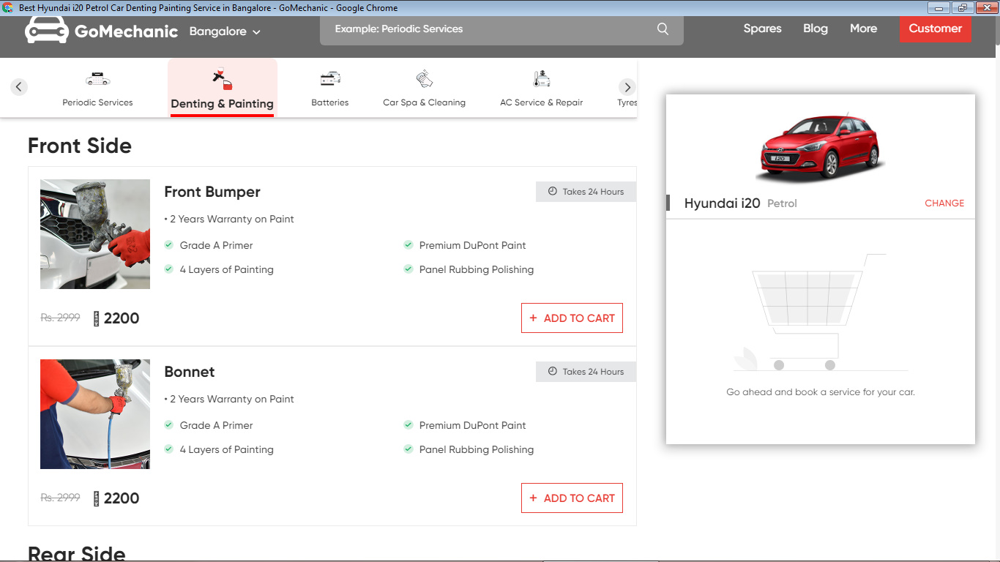 Best Hyundai i20 Petrol Car Denting Painting Service in Bangalore - GoMechanic - Google Chrome
GoMechanic
Bangalore
Example: Periodic Services
Spares
Blog
More
Customer
Periodic Services
Denting & Painting
Batteries
Car Spa & Cleaning
AC Service & Repair
Tyres
Front Side
Front Bumper
Takes 24 Hours
• 2 Years Warranty on Paint
Grade A Primer
Premium DuPont Paint
4 Layers of Painting
Panel Rubbing Polishing
Rs. 2999
2200
+ ADD TO CART
Bonnet
Takes 24 Hours
• 2 Years Warranty on Paint
Grade A Primer
Premium DuPont Paint
4 Layers of Painting
Panel Rubbing Polishing
Rs. 2999
2200
+ ADD TO CART
Rear Side
i20
Hyundai i20 Petrol
CHANGE
Go ahead and book a service for your car.